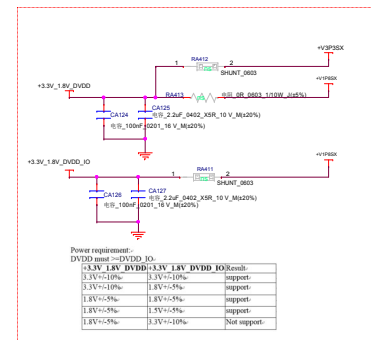 1 RA412 2
SHUNT_0603
+V3P3SX
+3.3V_1.8V_DVDD
RA413
电阻_0R_0603_1/10W_J(±5%)
+V1P8SX
CA124
电容_100nF_0201_16 V_M(±20%)
CA125
电容_2.2uF_0402_X5R_10 V_M(±20%)
+3.3V_1.8V_DVDD_IO
1 RA411 2
SHUNT_0603
+V1P8SX
CA126
电容_100nF_0201_16 V_M(±20%)
CA127
电容_2.2uF_0402_X5R_10 V_M(±20%)
Power requirement:
DVDD must >=DVDD_IO
+3.3V_1.8V_DVDD +3.3V_1.8V_DVDD_IO Result
3.3V+/-10% 3.3V+/-10% support
3.3V+/-10% 1.8V+/-5% support
1.8V+/-5% 1.8V+/-5% support
1.8V+/-5% 1.5V+/-5% support
1.8V+/-5% 3.3V+/-10% Not support